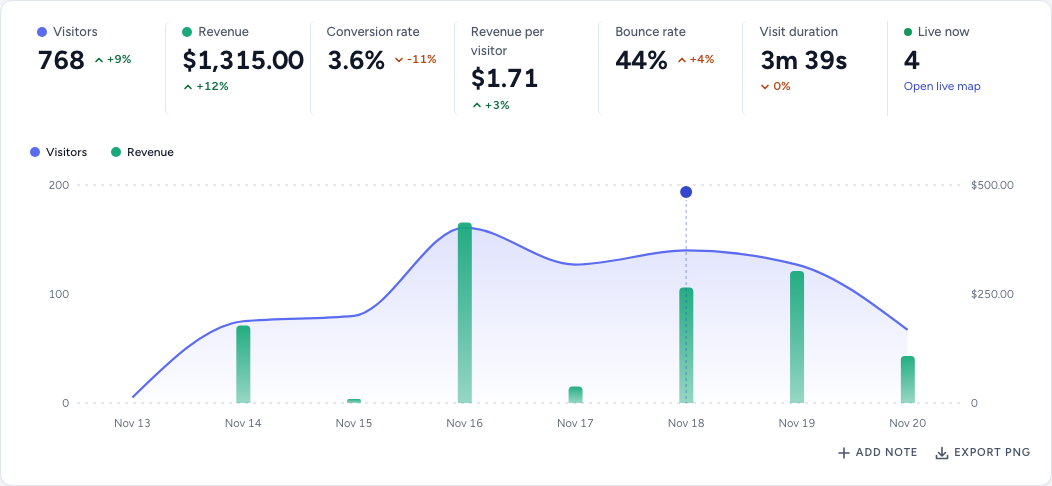 Visitors
768 +9%
Revenue
$1,315.00
+12%
Conversion rate
3.6% -11%
Revenue per
visitor
$1.71
+3%
Bounce rate
44% +4%
Visit duration
3m 39s
0%
Live now
4
Open live map
Visitors Revenue
200 $500.00
100 $250.00
0 0
Nov 13 Nov 14 Nov 15 Nov 16 Nov 17 Nov 18 Nov 19 Nov 20
ADD NOTE EXPORT PNG